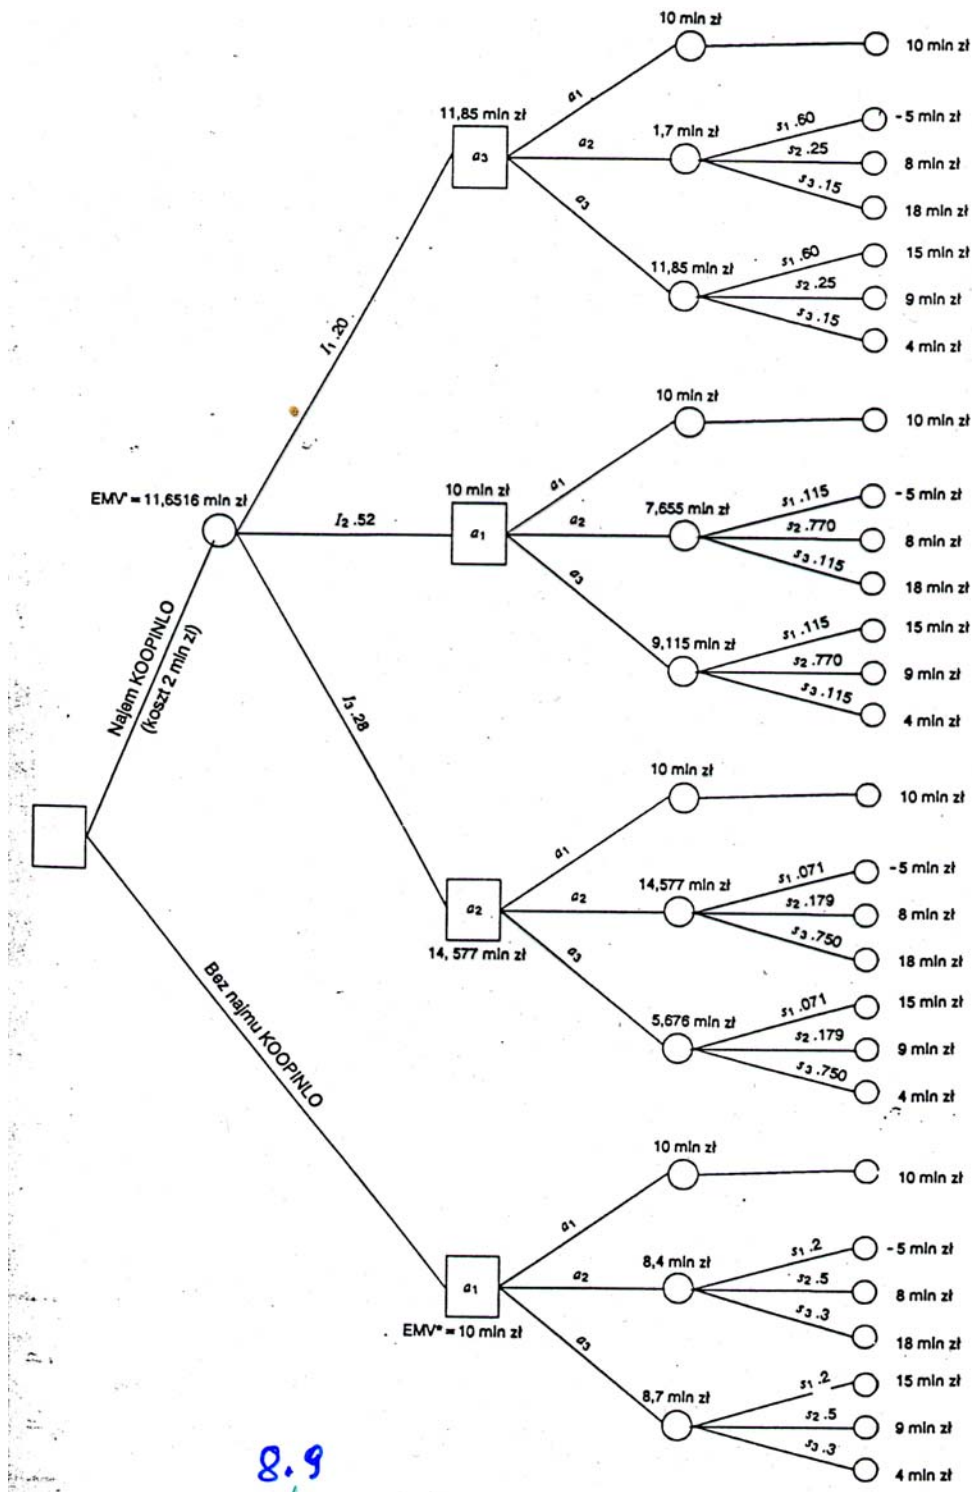 10 mln zł
10 mln zł
a₁
11,85 mln zł
a₃
a₂
1,7 mln zł
s₁ .60
-5 mln zł
s₂ .25
8 mln zł
s₃ .15
18 mln zł
a₃
11,85 mln zł
s₁ .60
15 mln zł
s₂ .25
9 mln zł
s₃ .15
4 mln zł
I₁ .20
10 mln zł
10 mln zł
a₁
EMV' = 11,6516 mln zł
I₂ .52
10 mln zł
a₁
a₂
7,655 mln zł
s₁ .115
-5 mln zł
s₂ .770
8 mln zł
s₃ .115
18 mln zł
a₃
9,115 mln zł
s₁ .115
15 mln zł
s₂ .770
9 mln zł
s₃ .115
4 mln zł
Najem KOOPINLO
(koszt 2 mln zł)
I₃ .28
10 mln zł
10 mln zł
a₁
a₂
14,577 mln zł
a₂
14,577 mln zł
s₁ .071
-5 mln zł
s₂ .179
8 mln zł
s₃ .750
18 mln zł
a₃
5,676 mln zł
s₁ .071
15 mln zł
s₂ .179
9 mln zł
s₃ .750
4 mln zł
Bez najmu KOOPINLO
10 mln zł
10 mln zł
a₁
a₁
EMV* = 10 mln zł
a₂
8,4 mln zł
s₁ .2
-5 mln zł
s₂ .5
8 mln zł
s₃ .3
18 mln zł
a₃
8,7 mln zł
s₁ .2
15 mln zł
s₂ .5
9 mln zł
s₃ .3
4 mln zł
8.9